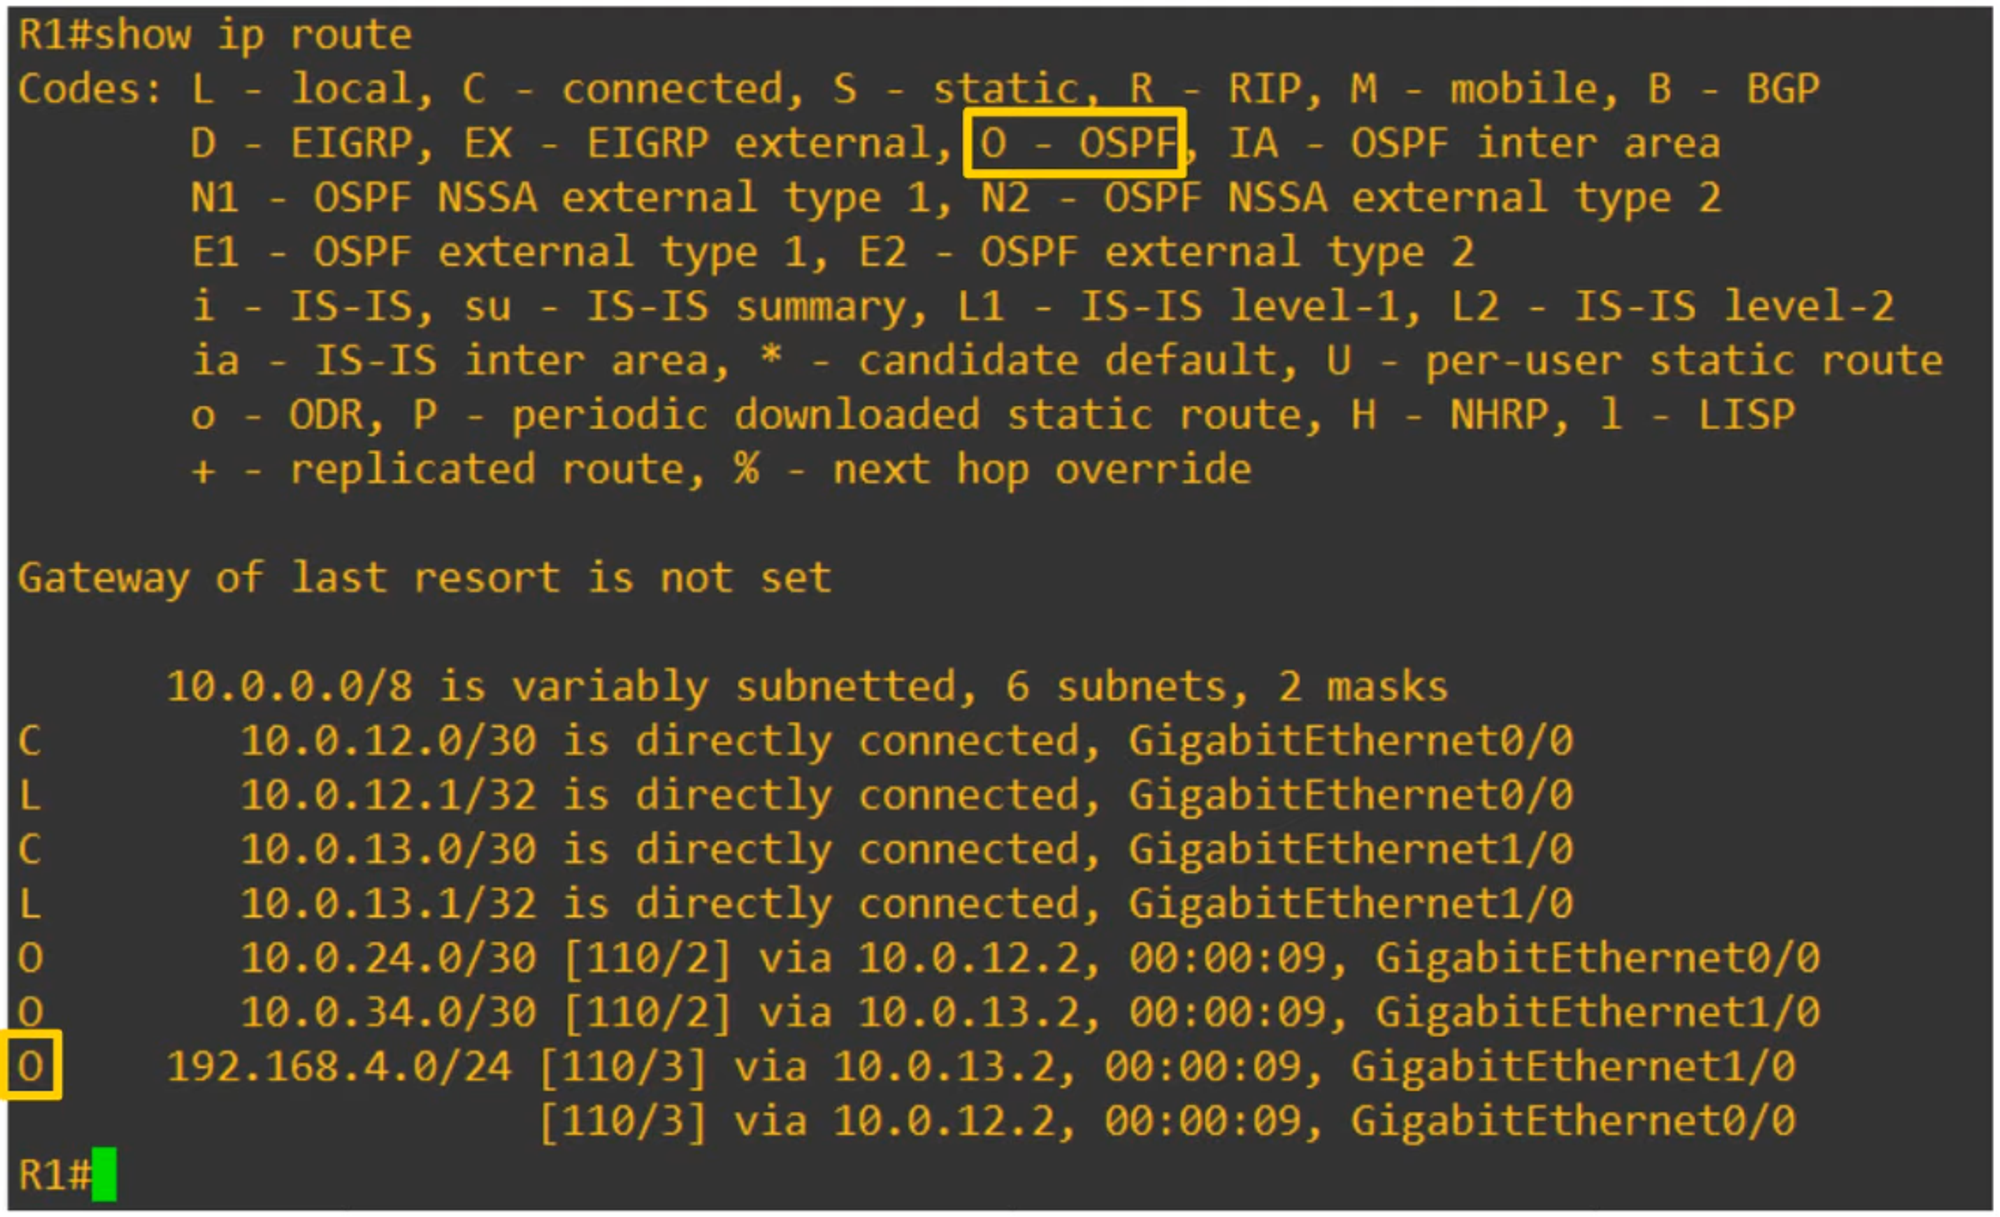 R1#show ip route
Codes: L - local, C - connected, S - static, R - RIP, M - mobile, B - BGP
D - EIGRP, EX - EIGRP external, O - OSPF, IA - OSPF inter area
N1 - OSPF NSSA external type 1, N2 - OSPF NSSA external type 2
E1 - OSPF external type 1, E2 - OSPF external type 2
i - IS-IS, su - IS-IS summary, L1 - IS-IS level-1, L2 - IS-IS level-2
ia - IS-IS inter area, * - candidate default, U - per-user static route
o - ODR, P - periodic downloaded static route, H - NHRP, l - LISP
+ - replicated route, % - next hop override
Gateway of last resort is not set
10.0.0.0/8 is variably subnetted, 6 subnets, 2 masks
C 10.0.12.0/30 is directly connected, GigabitEthernet0/0
L 10.0.12.1/32 is directly connected, GigabitEthernet0/0
C 10.0.13.0/30 is directly connected, GigabitEthernet1/0
L 10.0.13.1/32 is directly connected, GigabitEthernet1/0
O 10.0.24.0/30 [110/2] via 10.0.12.2, 00:00:09, GigabitEthernet0/0
O 10.0.34.0/30 [110/2] via 10.0.13.2, 00:00:09, GigabitEthernet1/0
O 192.168.4.0/24 [110/3] via 10.0.13.2, 00:00:09, GigabitEthernet1/0
[110/3] via 10.0.12.2, 00:00:09, GigabitEthernet0/0
R1#